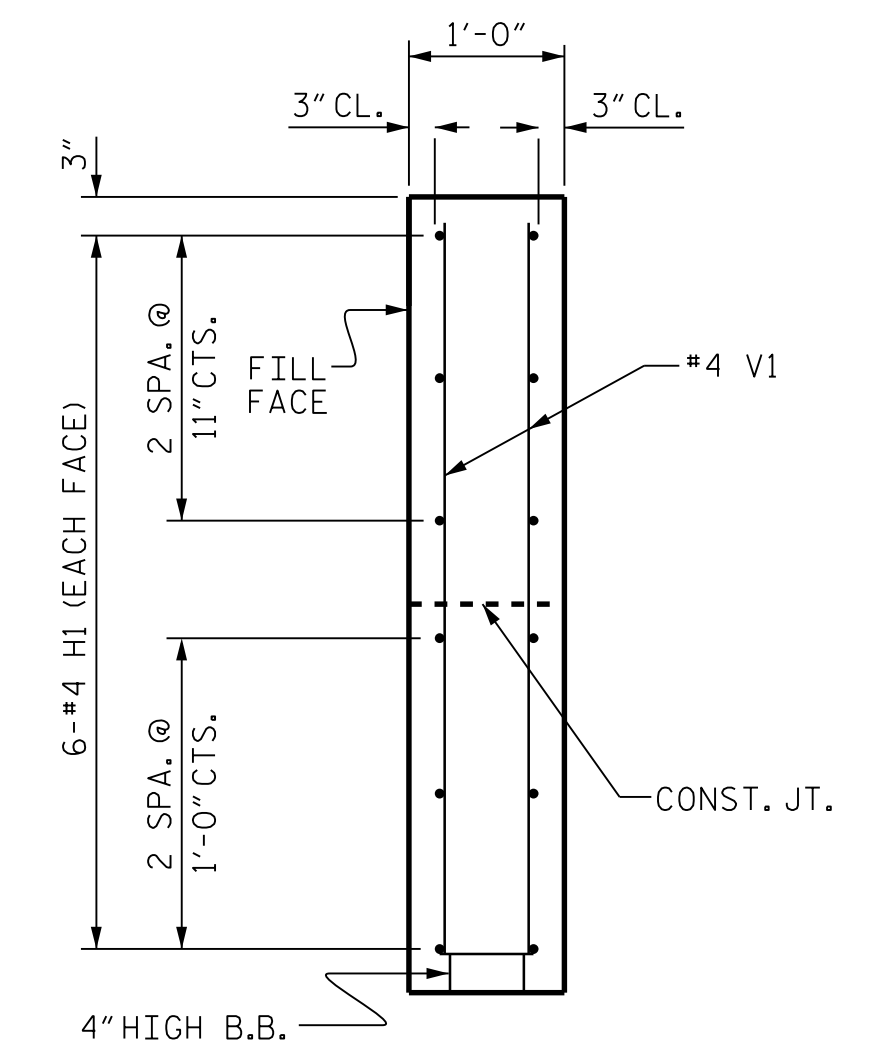 1'-0"
3" CL.
3" CL.
3"
2 SPA. @
11" CTS.
FILL
FACE
#4 V1
6-#4 H1 (EACH FACE)
2 SPA. @
1'-0" CTS.
CONST. JT.
4" HIGH B.B.